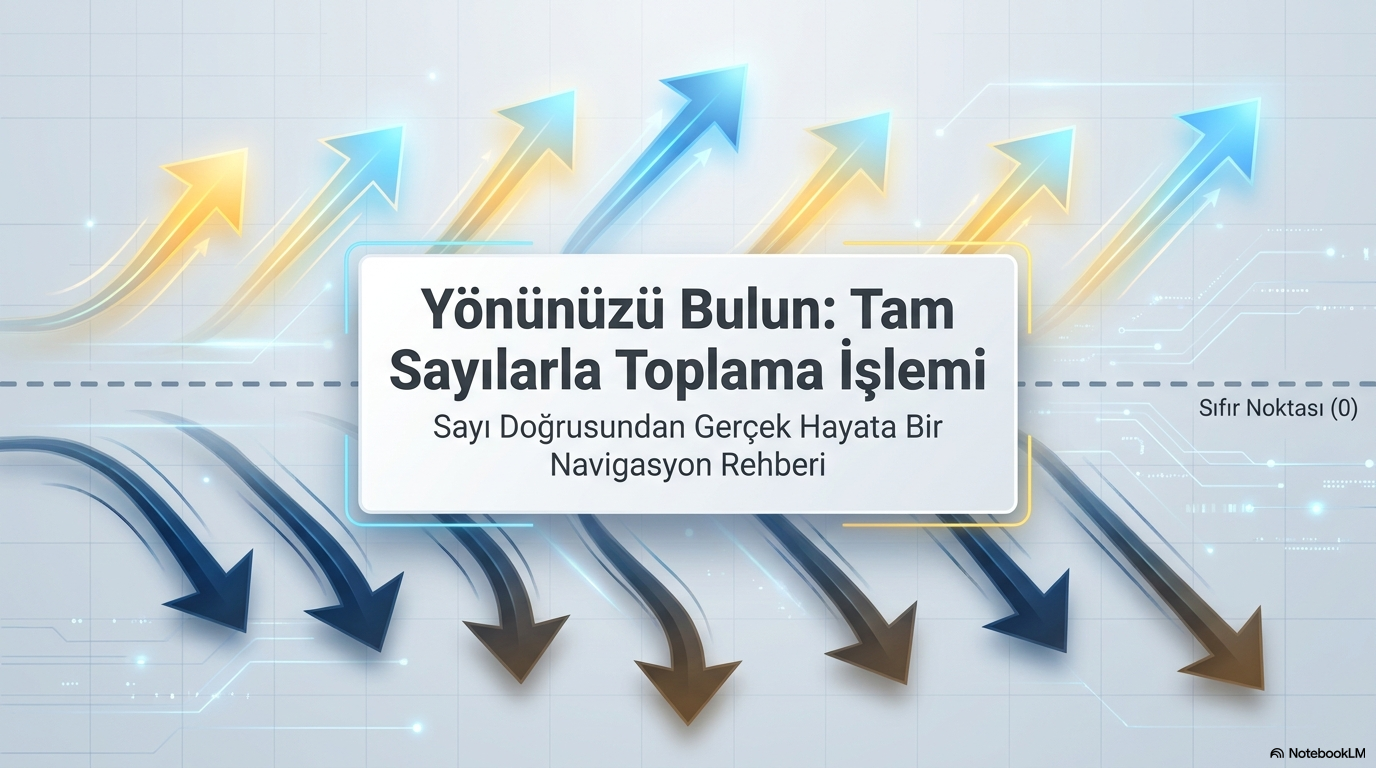 Yönünüzü Bulun: Tam
Sayılarla Toplama İşlemi
Sayı Doğrusundan Gerçek Hayata Bir
Navigasyon Rehberi
Sıfır Noktası (0)
NotebookLM